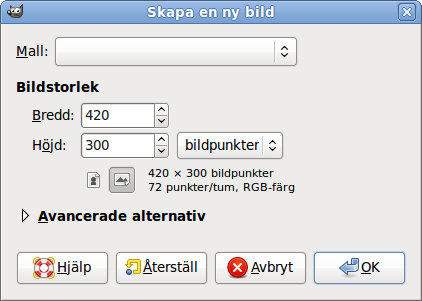 Skapa en ny bild
Mall:
Bildstorlek
Bredd: 420
Höjd: 300 bildpunkter
420 × 300 bildpunkter
72 punkter/tum, RGB-färg
Avancerade alternativ
Hjälp Återställ Avbryt OK